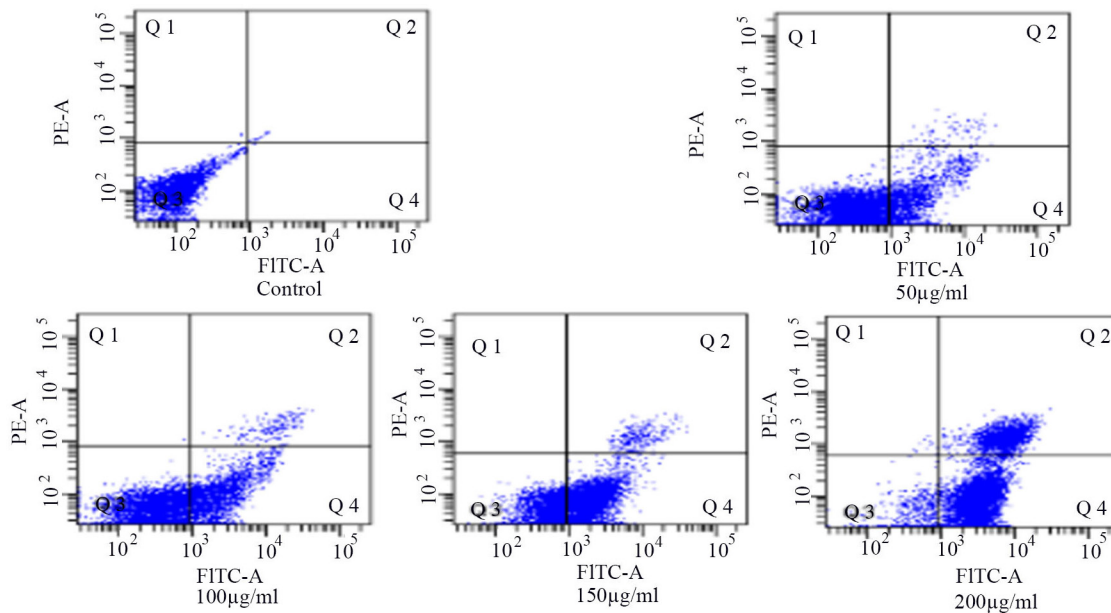 Q 1
Q 2
10^5
10^4
10^3
10^2
PE-A
Q 3
Q 4
10^2
10^3
10^4
10^5
FITC-A
Control
Q 1
Q 2
10^5
10^4
10^3
10^2
PE-A
Q 3
Q 4
10^2
10^3
10^4
10^5
FITC-A
50µg/ml
Q 1
Q 2
10^5
10^4
10^3
10^2
PE-A
Q 3
Q 4
10^2
10^3
10^4
10^5
FITC-A
100µg/ml
Q 1
Q 2
10^5
10^4
10^3
10^2
PE-A
Q 3
Q 4
10^2
10^3
10^4
10^5
FITC-A
150µg/ml
Q 1
Q 2
10^5
10^4
10^3
10^2
PE-A
Q 3
Q 4
10^2
10^3
10^4
10^5
FITC-A
200µg/ml